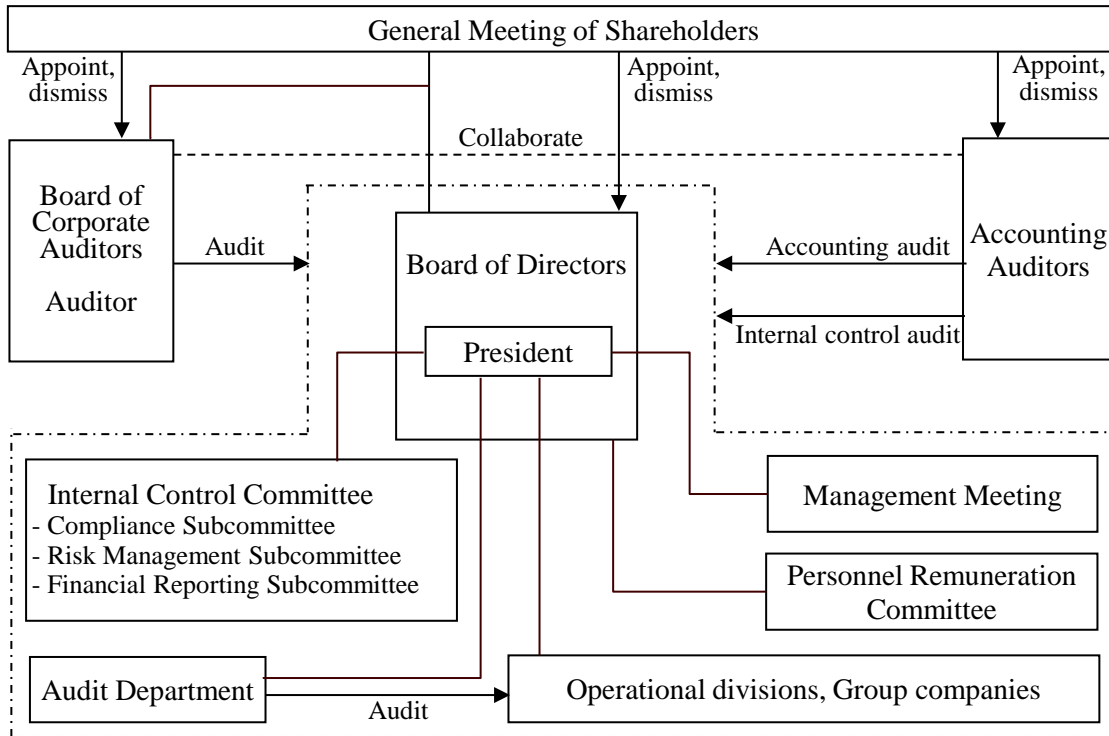 General Meeting of Shareholders
Appoint,
dismiss
Appoint,
dismiss
Appoint,
dismiss
Collaborate
Board of
Corporate
Auditors
Auditor
Audit
Board of Directors
President
Accounting audit
Internal control audit
Accounting
Auditors
Internal Control Committee
- Compliance Subcommittee
- Risk Management Subcommittee
- Financial Reporting Subcommittee
Management Meeting
Personnel Remuneration
Committee
Audit Department
Audit
Operational divisions, Group companies